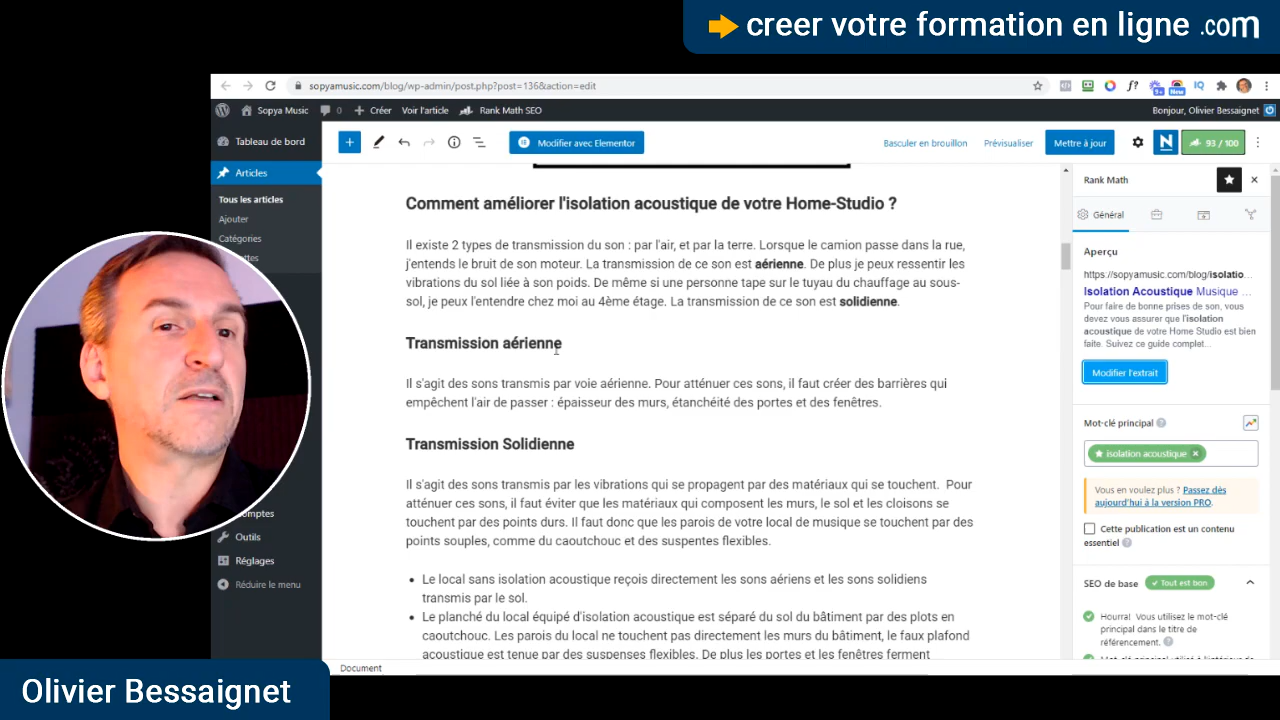 creer votre formation en ligne .com
sopyamusic.com/blog/wp-admin/post.php?post=136&action=edit
f?
9+
New
IQ
Sopya Music
0
Créer
Voir l'article
Rank Math SEO
Bonjour, Olivier Bessaignet
Tableau de bord
Modifier avec Elementor
Basculer en brouillon
Prévisualiser
Mettre à jour
N
93 / 100
Articles
Tous les articles
Ajouter
Catégories
Réglages
Outils
Réduire le menu
Comment améliorer l'isolation acoustique de votre Home-Studio ?
Il existe 2 types de transmission du son : par l'air, et par la terre. Lorsque le camion passe dans la rue,
j'entends le bruit de son moteur. La transmission de ce son est aérienne. De plus je peux ressentir les
vibrations du sol liée à son poids. De même si une personne tape sur le tuyau du chauffage au sous-
sol, je peux l'entendre chez moi au 4ème étage. La transmission de ce son est solidienne.
Transmission aérienne
Il s'agit des sons transmis par voie aérienne. Pour atténuer ces sons, il faut créer des barrières qui
empêchent l'air de passer : épaisseur des murs, étanchéité des portes et des fenêtres.
Transmission Solidienne
Il s'agit des sons transmis par les vibrations qui se propagent par des matériaux qui se touchent. Pour
atténuer ces sons, il faut éviter que les matériaux qui composent les murs, le sol et les cloisons se
touchent par des points durs. Il faut donc que les parois de votre local de musique se touchent par des
points souples, comme du caoutchouc et des suspentes flexibles.
• Le local sans isolation acoustique reçois directement les sons aériens et les sons solidiens
transmis par le sol.
• Le planché du local équipé d'isolation acoustique est séparé du sol du bâtiment par des plots en
caoutchouc. Les parois du local ne touchent pas directement les murs du bâtiment, le faux plafond
acoustique est tenue par des suspenses flexibles. De plus les portes et les fenêtres ferment
Document
Rank Math
Général
Aperçu
https://sopyamusic.com/blog/isolatio...
Isolation Acoustique Musique ...
Pour faire de bonne prises de son, vous
devez vous assurer que l'isolation
acoustique de votre Home Studio est bien
faite. Suivez ce guide complet...
Modifier l'extrait
Mot-clé principal
isolation acoustique
Vous en voulez plus ? Passez dès
aujourd'hui à la version PRO.
Cette publication est un contenu
essentiel
SEO de base
Tout est bon
Hourra! Vous utilisez le mot-clé
principal dans le titre de
référencement.
Olivier Bessaignet